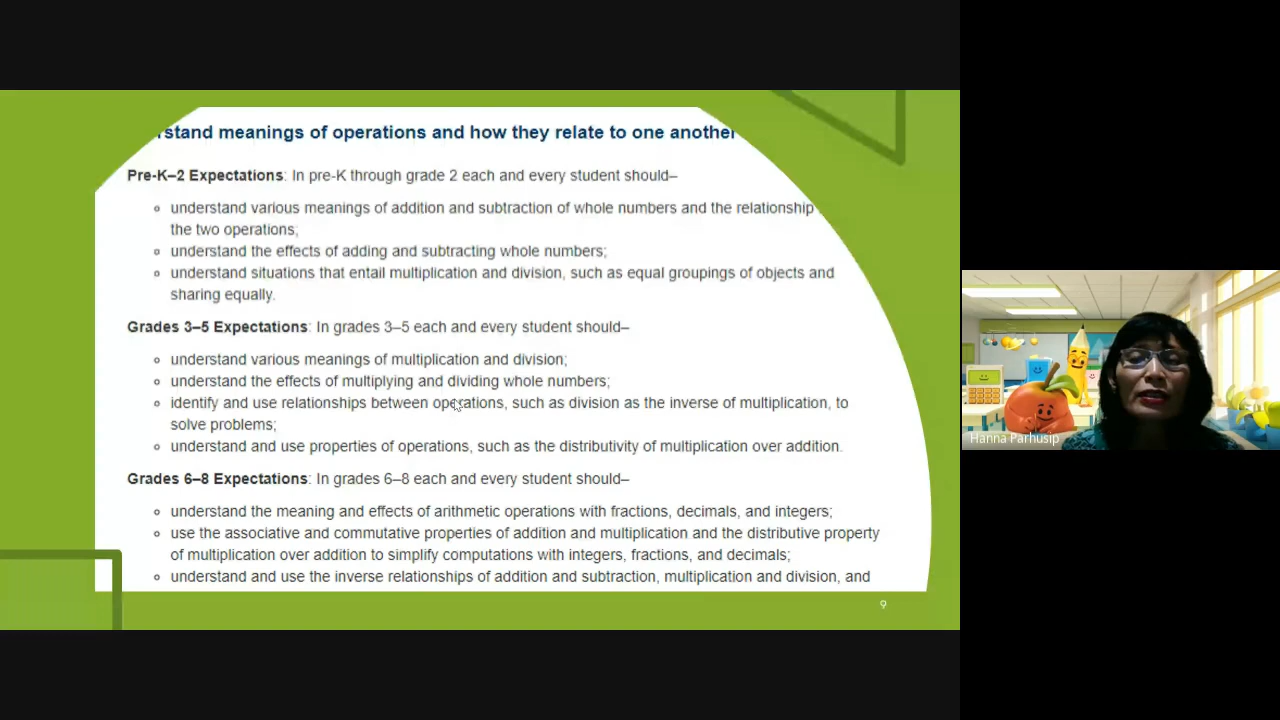 stand meanings of operations and how they relate to one another
Pre-K–2 Expectations: In pre-K through grade 2 each and every student should–
understand various meanings of addition and subtraction of whole numbers and the relationship
the two operations;
understand the effects of adding and subtracting whole numbers;
understand situations that entail multiplication and division, such as equal groupings of objects and
sharing equally.
Grades 3–5 Expectations: In grades 3–5 each and every student should–
understand various meanings of multiplication and division;
understand the effects of multiplying and dividing whole numbers;
identify and use relationships between operations, such as division as the inverse of multiplication, to
solve problems;
understand and use properties of operations, such as the distributivity of multiplication over addition.
Grades 6–8 Expectations: In grades 6–8 each and every student should–
understand the meaning and effects of arithmetic operations with fractions, decimals, and integers;
use the associative and commutative properties of addition and multiplication and the distributive property
of multiplication over addition to simplify computations with integers, fractions, and decimals;
understand and use the inverse relationships of addition and subtraction, multiplication and division, and
9
Hanna Parhusip